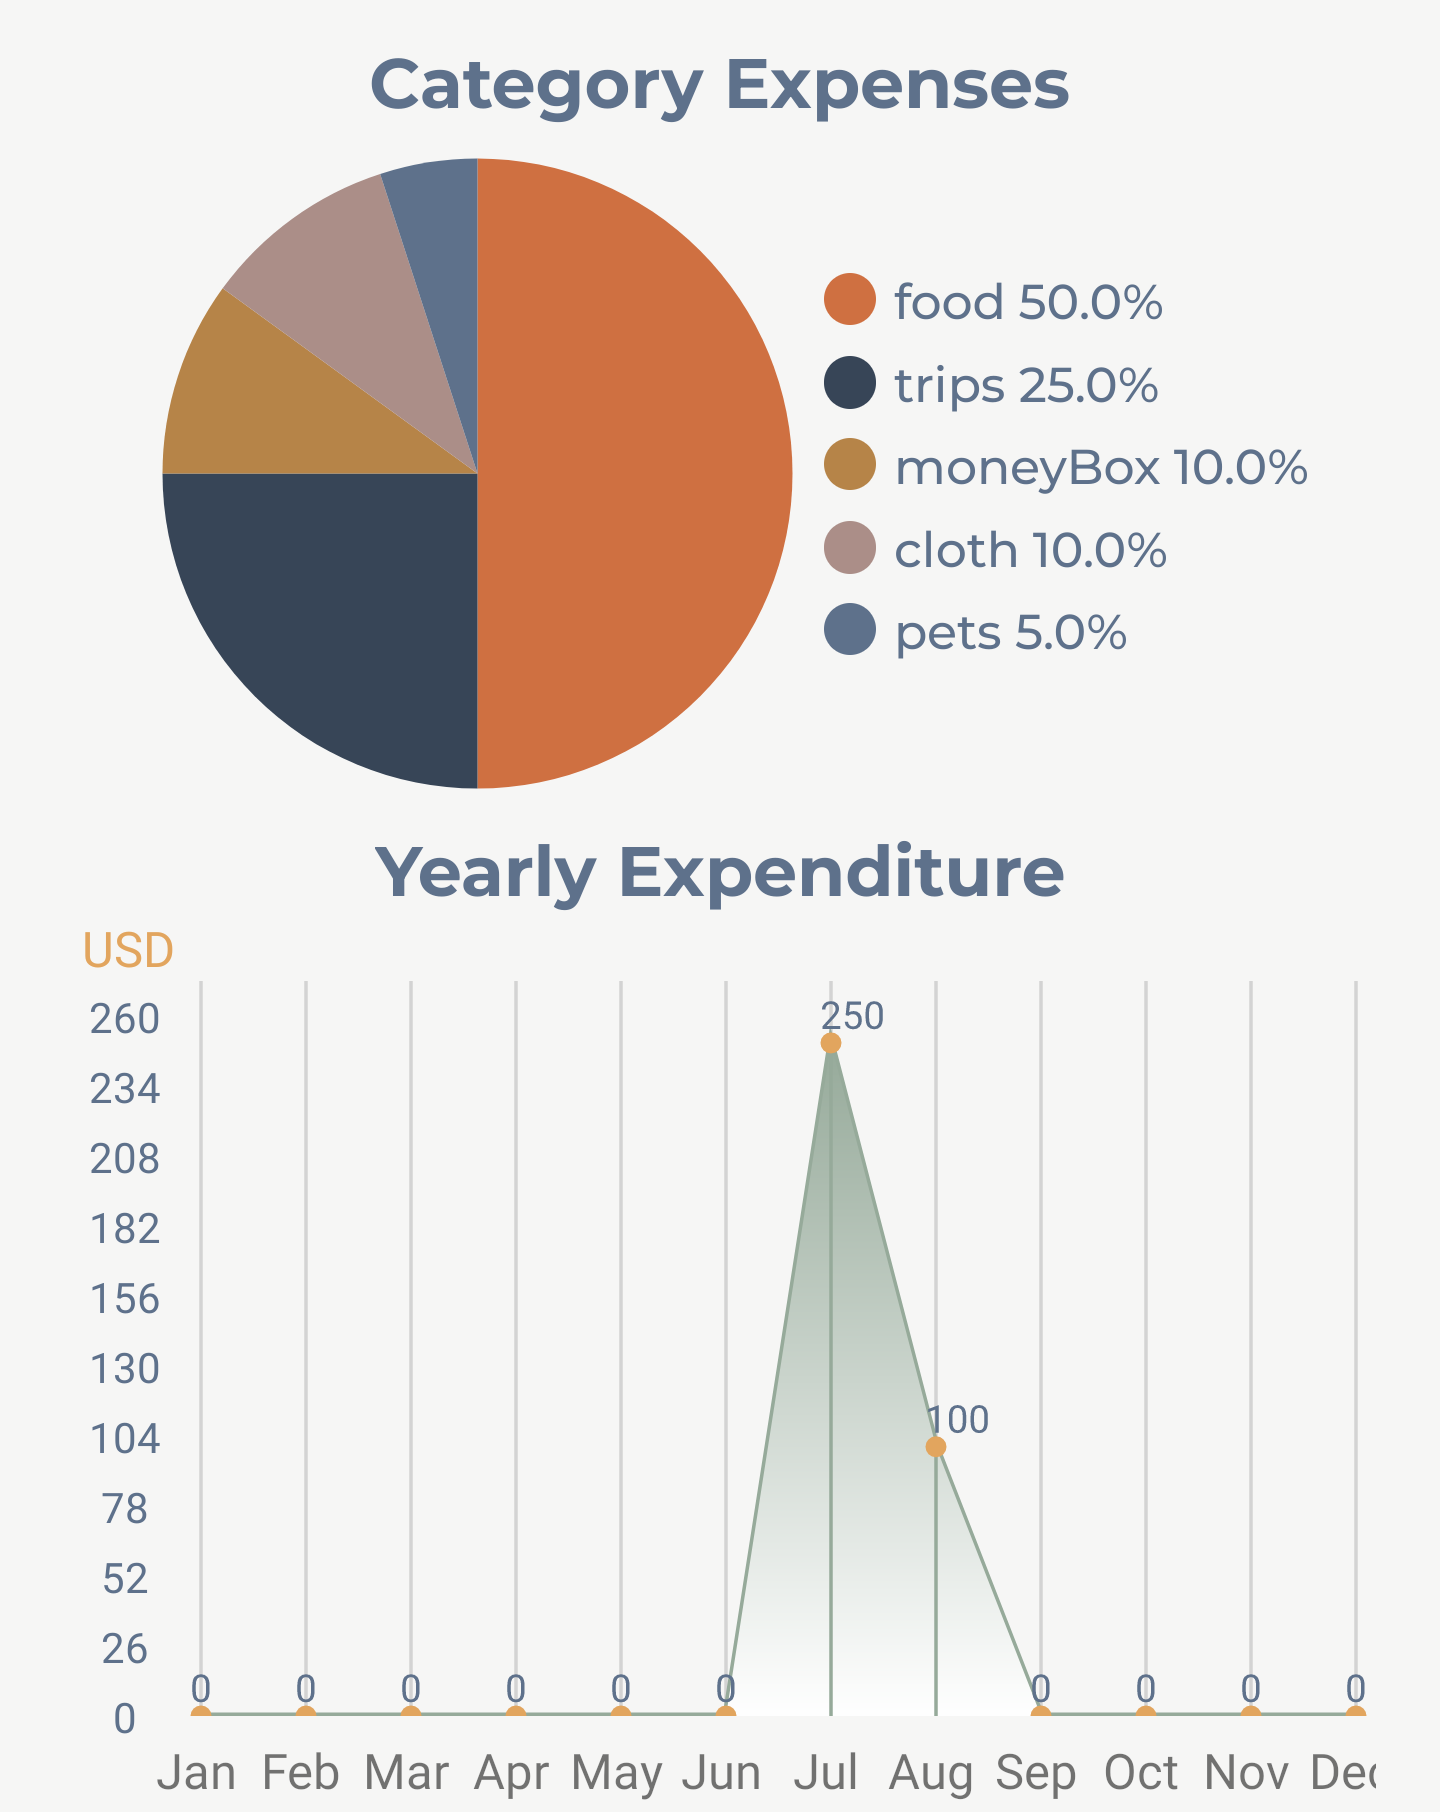 Category Expenses
food 50.0%
trips 25.0%
moneyBox 10.0%
cloth 10.0%
pets 5.0%
Yearly Expenditure
USD
260
250
234
208
182
156
130
104
100
78
52
26
0 0 0 0 0 0 0 0 0 0
0
Jan Feb Mar Apr May Jun Jul Aug Sep Oct Nov Dec